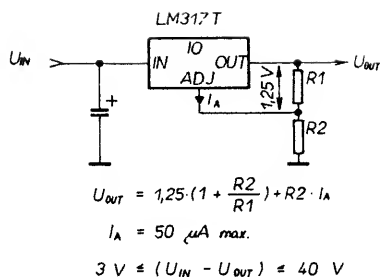 LM317T
U_IN
IO
IN
OUT
ADJ
I_A
1,25 V
R1
R2
U_OUT
U_OUT = 1,25·(1 + R2/R1) + R2·I_A
I_A = 50 μA max.
3 V ≤ (U_IN − U_OUT) ≤ 40 V